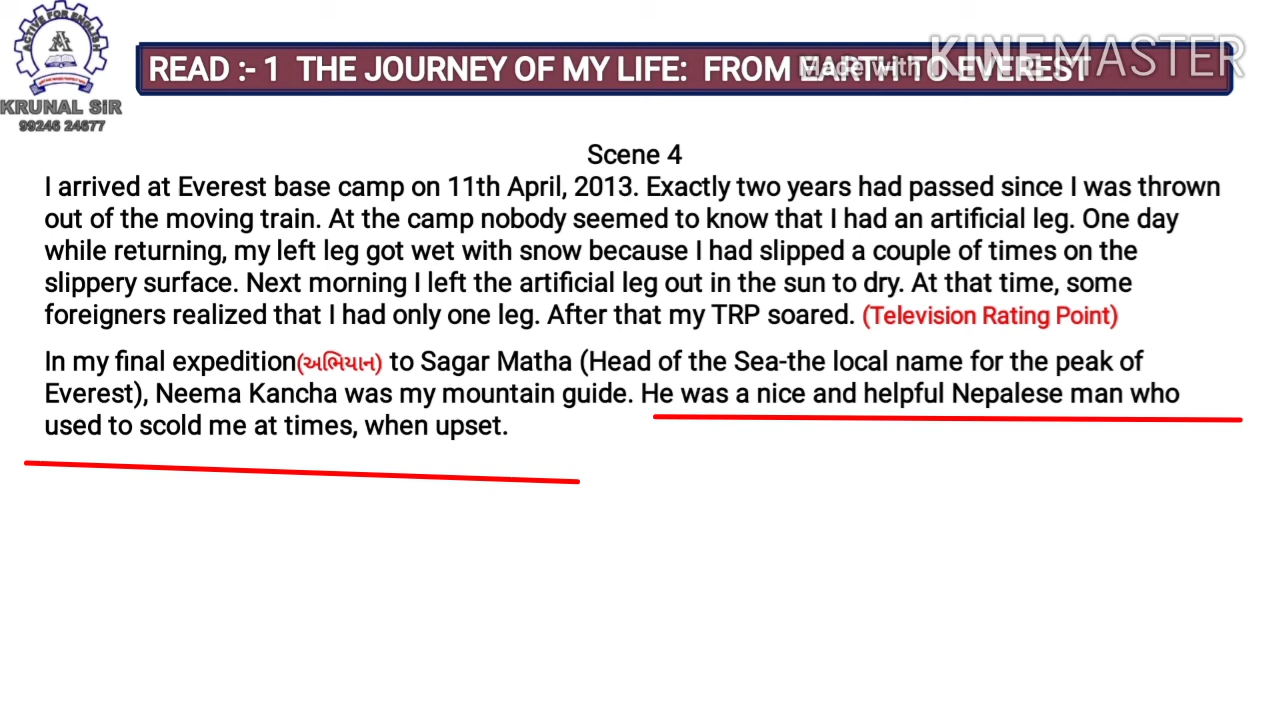 ACTIVE FOR ENGLISH
KRUNAL SIR
99246 24677
READ :- 1 THE JOURNEY OF MY LIFE: FROM EARTH TO EVEREST
Made with KINEMASTER
Scene 4
I arrived at Everest base camp on 11th April, 2013. Exactly two years had passed since I was thrown
out of the moving train. At the camp nobody seemed to know that I had an artificial leg. One day
while returning, my left leg got wet with snow because I had slipped a couple of times on the
slippery surface. Next morning I left the artificial leg out in the sun to dry. At that time, some
foreigners realized that I had only one leg. After that my TRP soared. (Television Rating Point)
In my final expedition(અભિયાન) to Sagar Matha (Head of the Sea-the local name for the peak of
Everest), Neema Kancha was my mountain guide. He was a nice and helpful Nepalese man who
used to scold me at times, when upset.